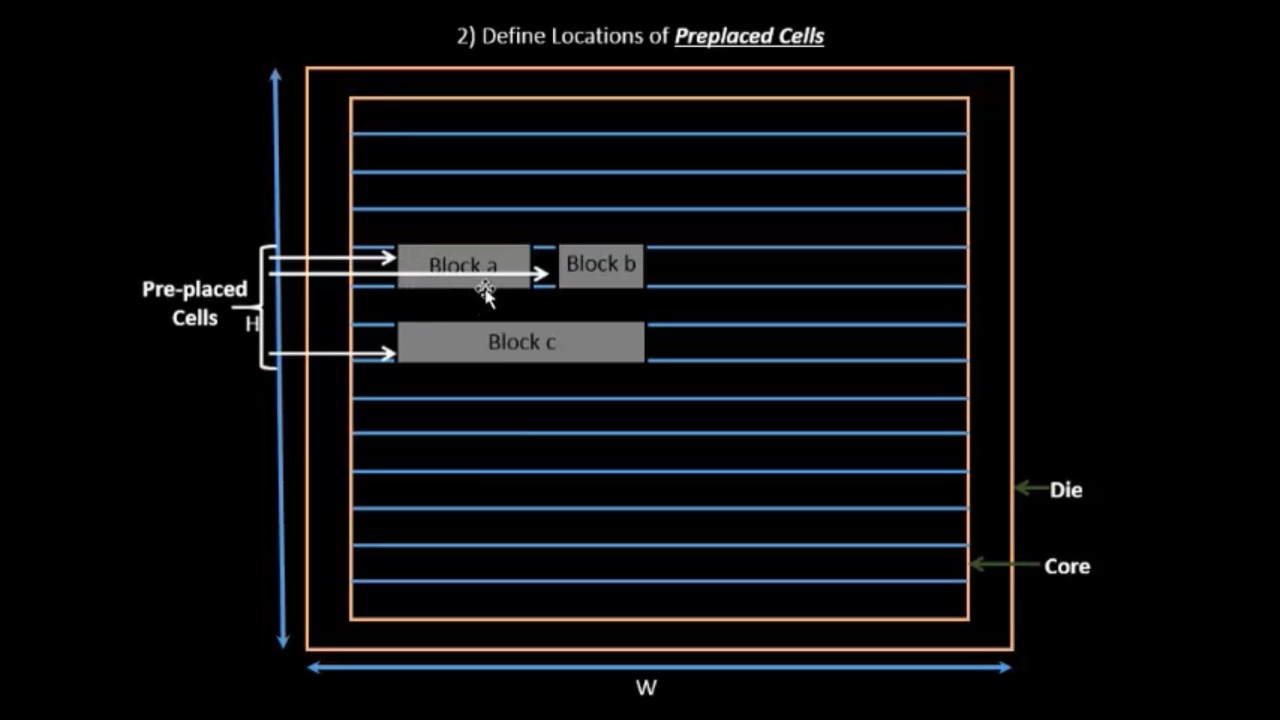 2) Define Locations of Preplaced Cells
Block a
Block b
Pre-placed
Cells
H
Block c
Die
Core
W